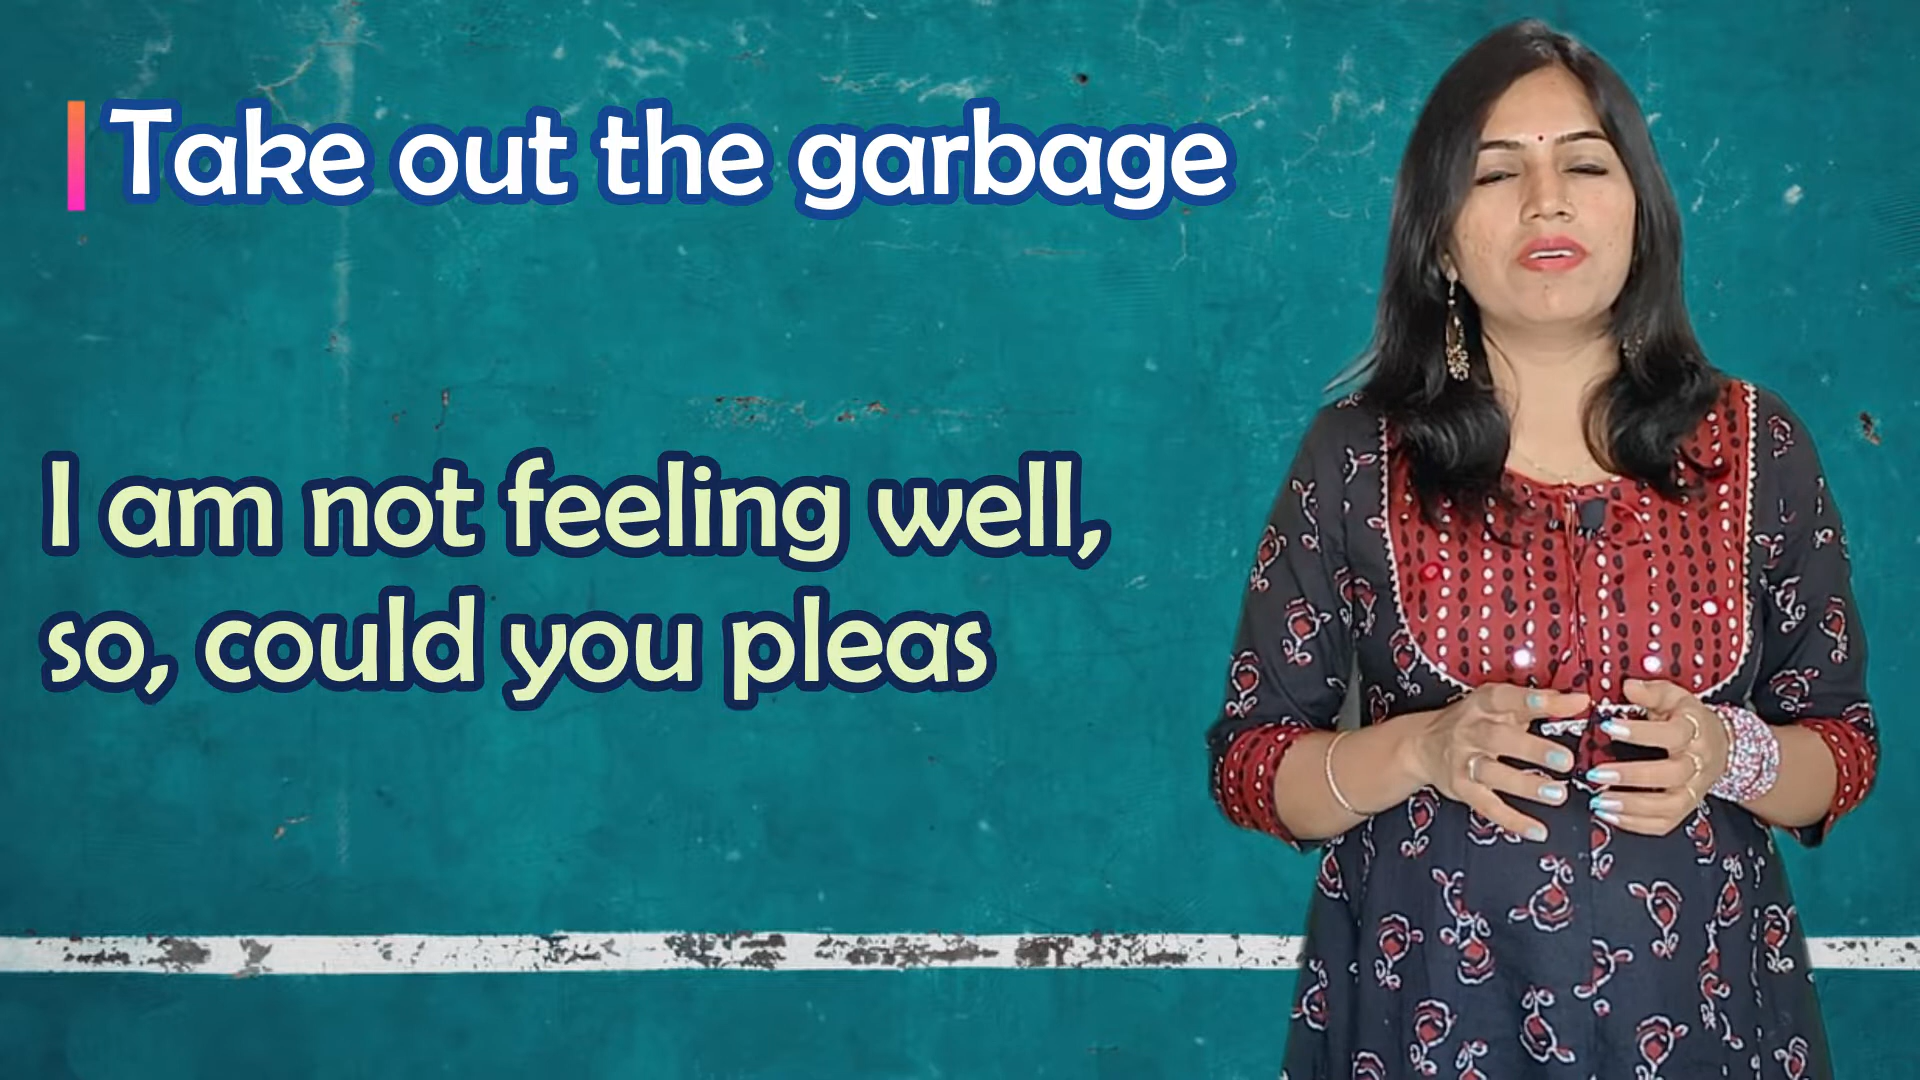 Take out the garbage
I am not feeling well,
so, could you pleas